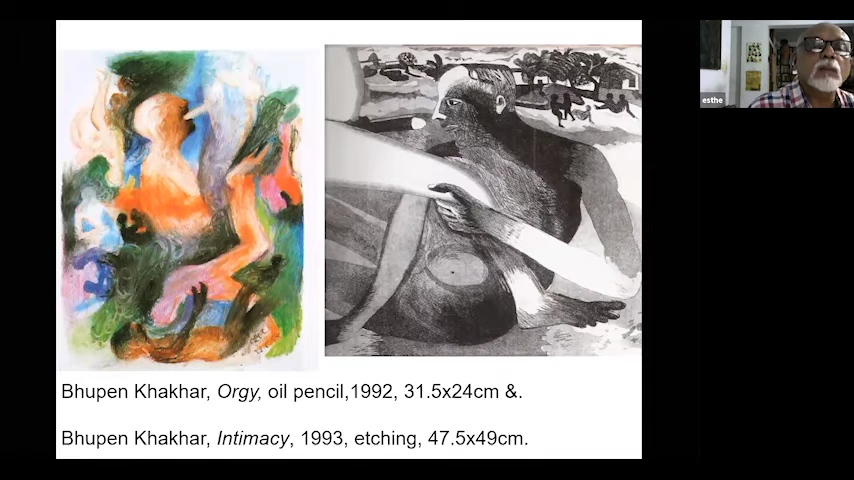 esthe
Bhupen Khakhar, Orgy, oil pencil,1992, 31.5x24cm &.
Bhupen Khakhar, Intimacy, 1993, etching, 47.5x49cm.